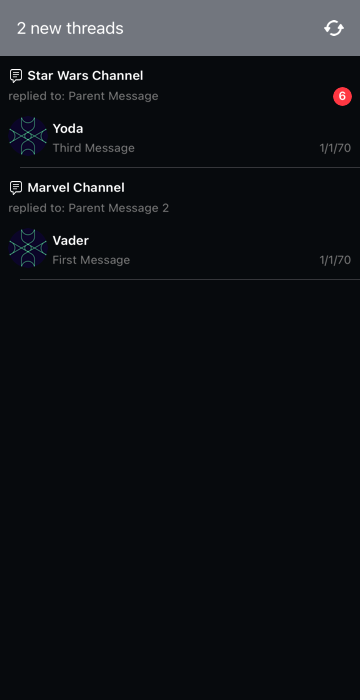 2 new threads
Star Wars Channel
replied to: Parent Message
6
Yoda
Third Message
1/1/70
Marvel Channel
replied to: Parent Message 2
Vader
First Message
1/1/70